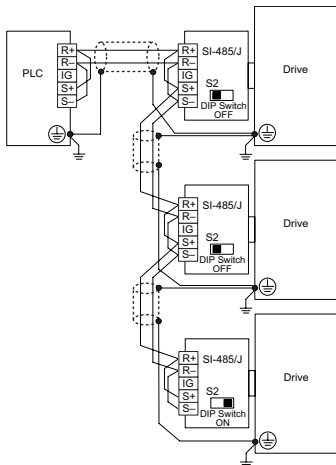 PLC
R+
R–
IG
S+
S–
R+
R–
IG
S+
S–
SI-485/J
S2
DIP Switch
OFF
Drive
R+
R–
IG
S+
S–
SI-485/J
S2
DIP Switch
OFF
Drive
R+
R–
IG
S+
S–
SI-485/J
S2
DIP Switch
ON
Drive